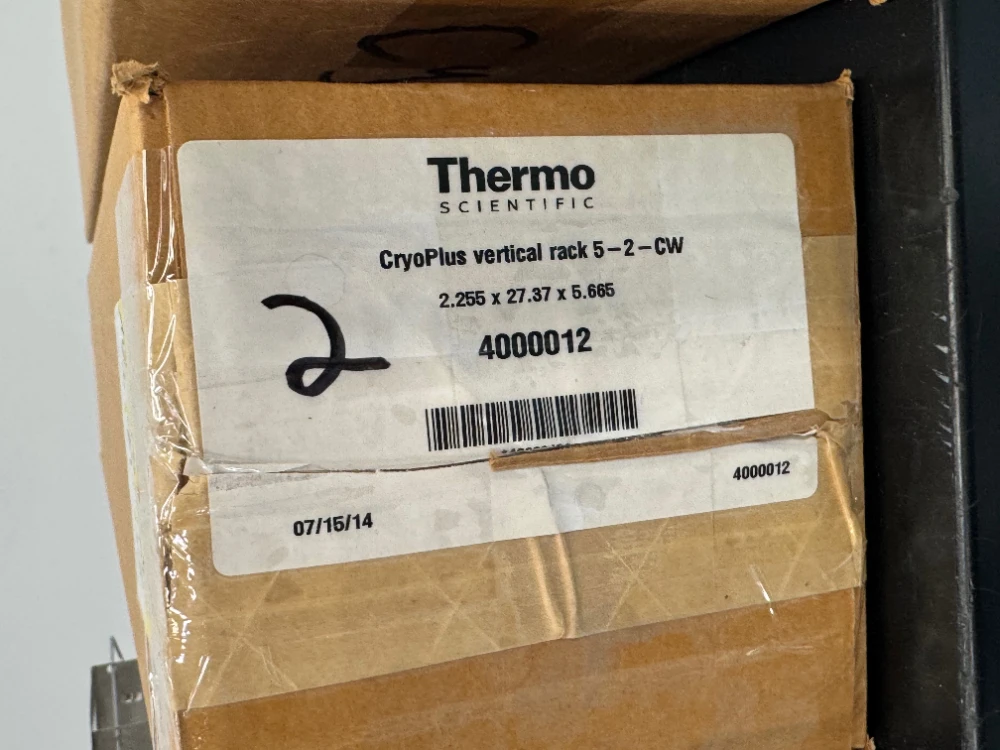 Thermo
SCIENTIFIC
CryoPlus vertical rack 5-2-CW
2.255 x 27.37 x 5.665
4000012
2
4000012
07/15/14